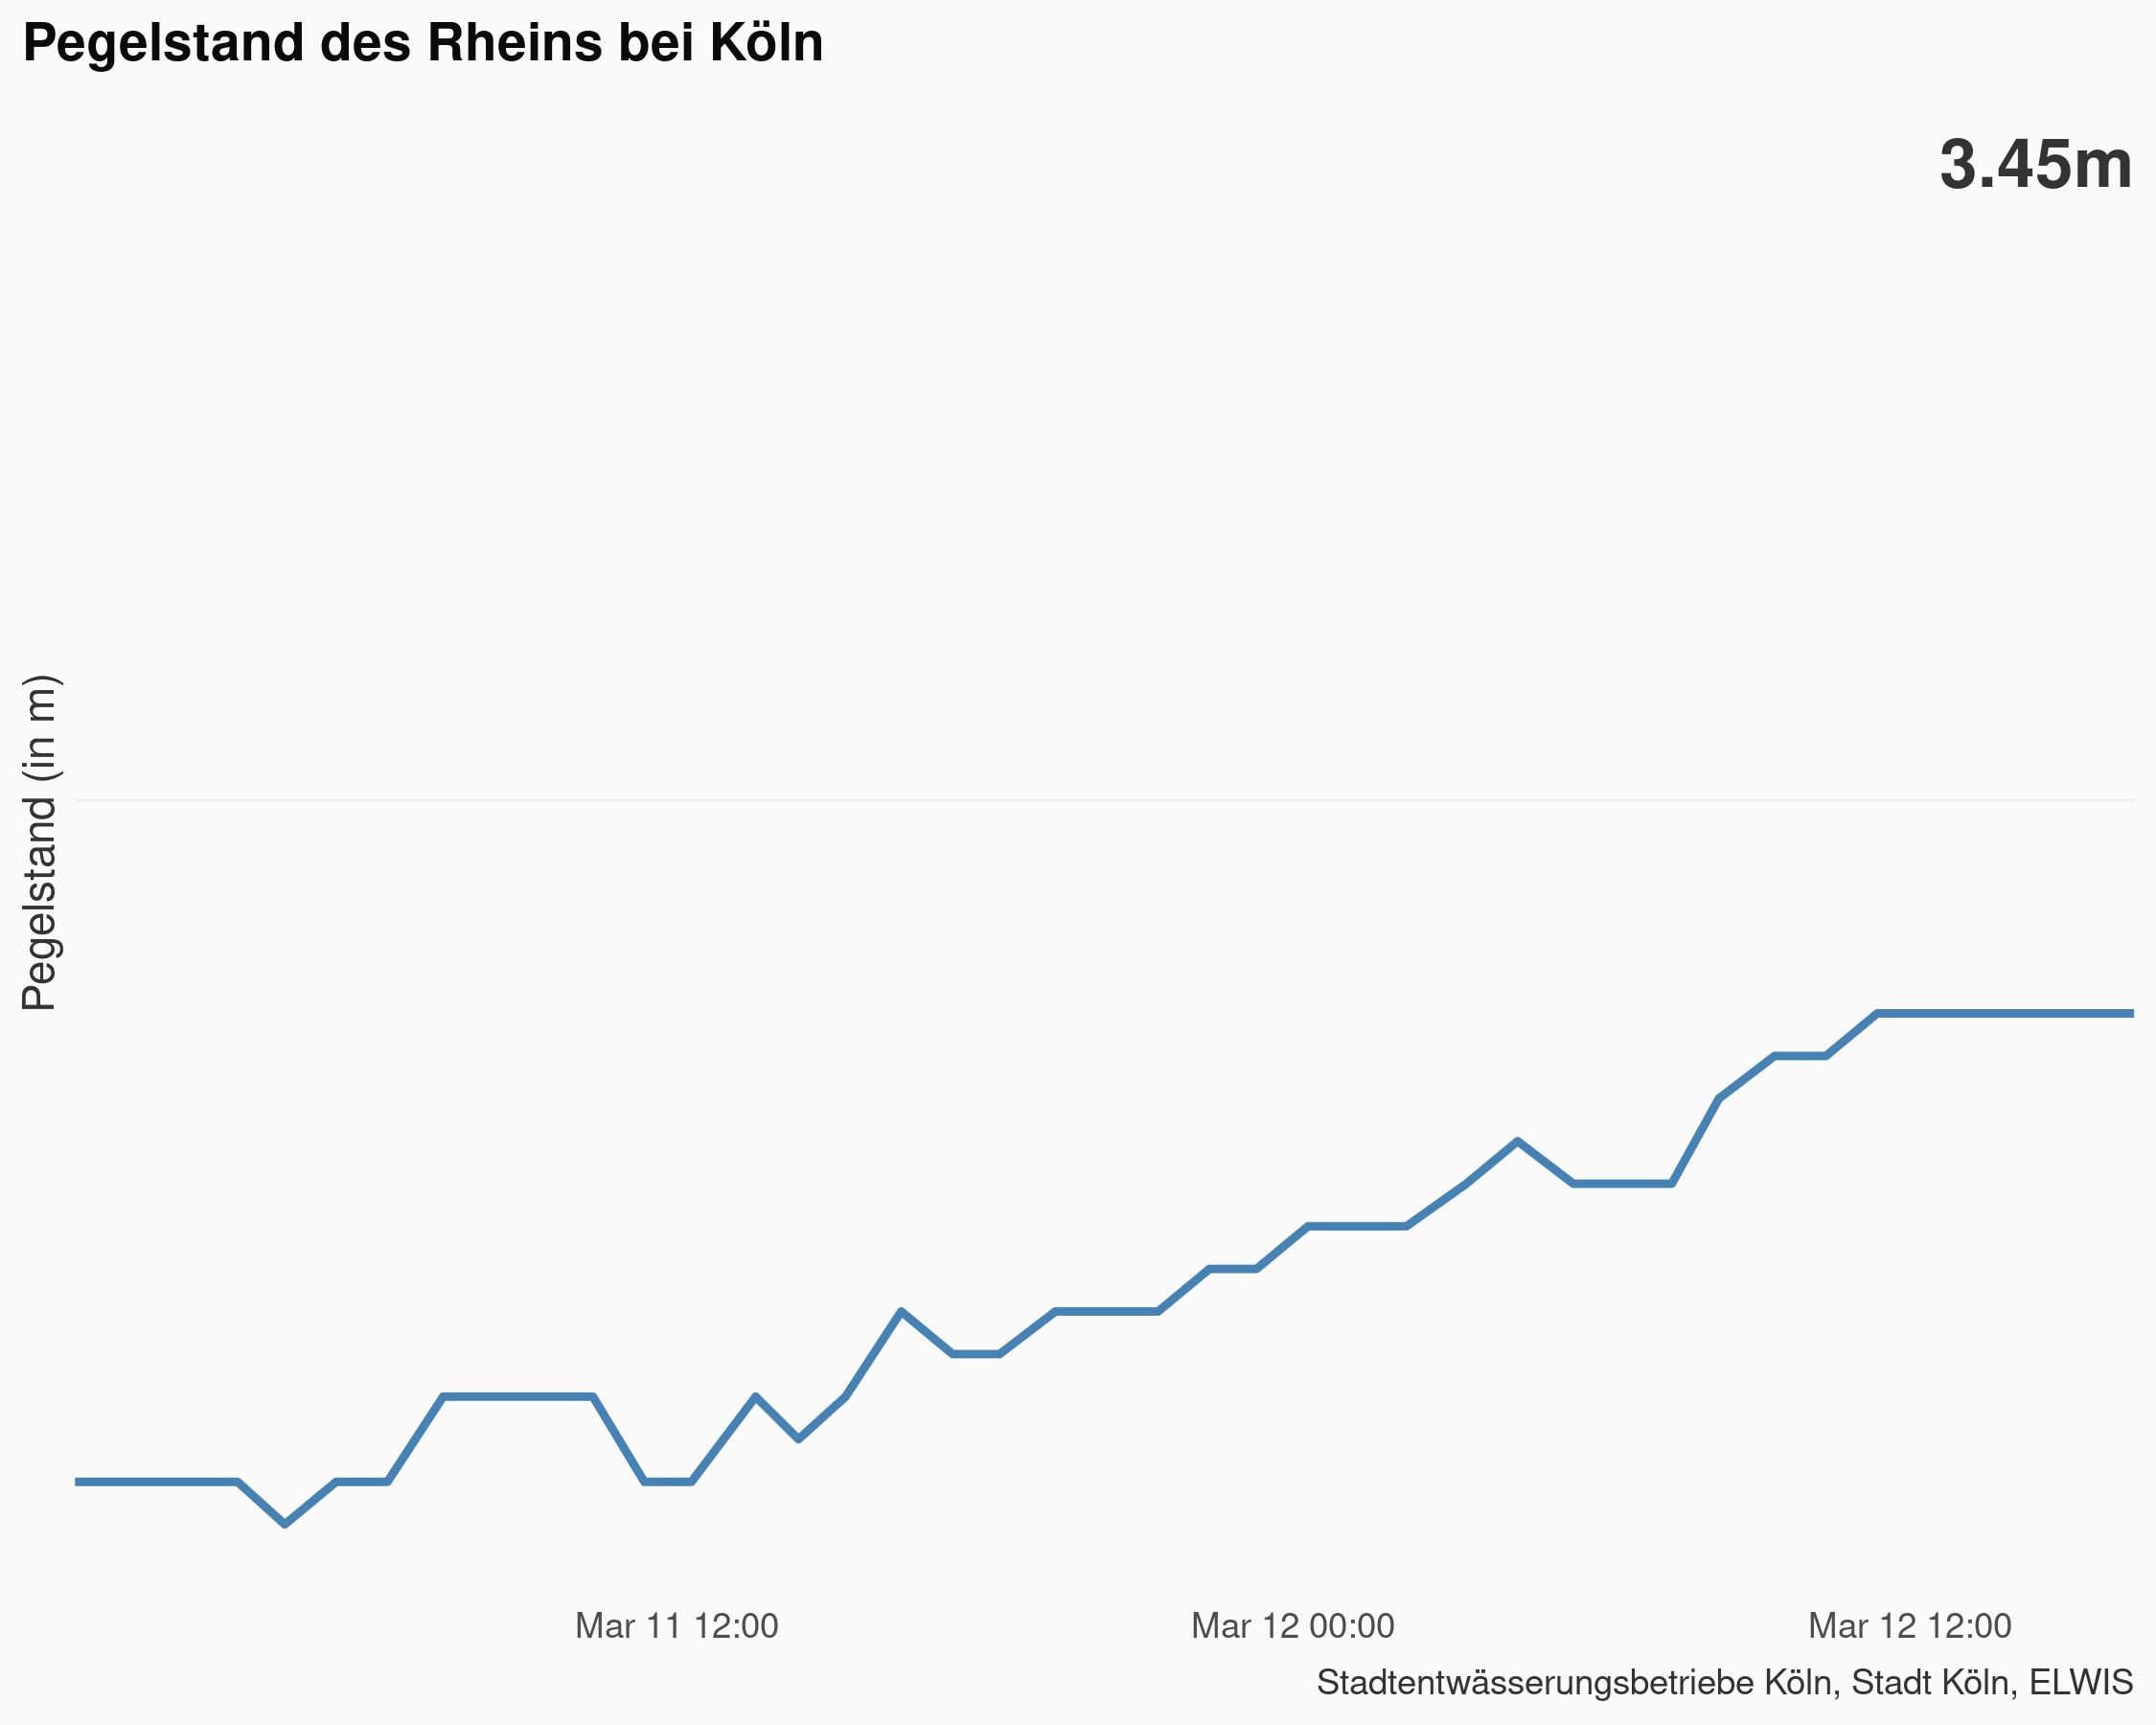 Pegelstand des Rheins bei Köln
3.45m
Pegelstand (in m)
Mar 11 12:00
Mar 12 00:00
Mar 12 12:00
Stadtentwässerungsbetriebe Köln, Stadt Köln, ELWIS